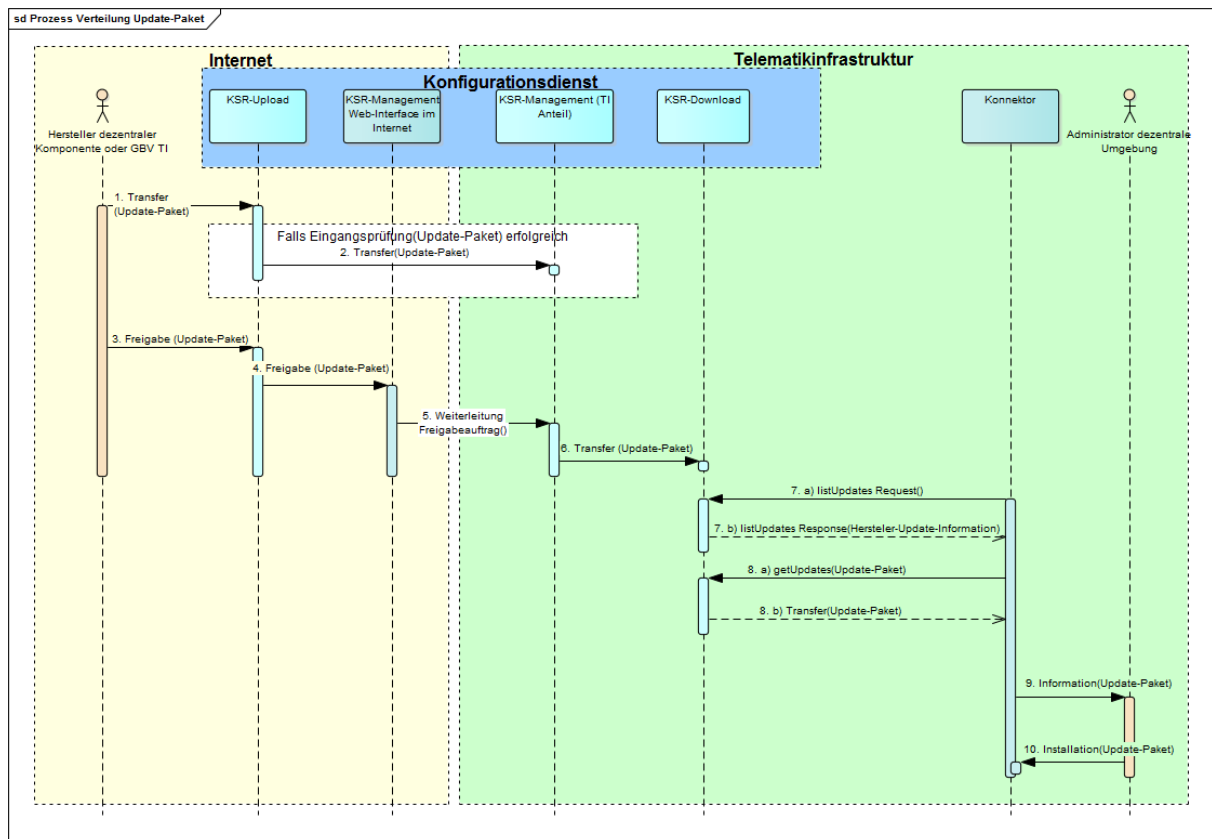 sd Prozess Verteilung Update-Paket
Internet
Telematikinfrastruktur
Konfigurationsdienst
KSR-Upload
KSR-Management
Web-Interface im
Internet
KSR-Management (TI
Anteil)
KSR-Download
Konnektor
Hersteller dezentraler
Komponente oder GBV TI
Administrator dezentrale
Umgebung
1. Transfer
(Update-Paket)
Falls Eingangsprüfung(Update-Paket) erfolgreich
2. Transfer(Update-Paket)
3. Freigabe (Update-Paket)
4. Freigabe (Update-Paket)
5. Weiterleitung
Freigabeauftrag()
6. Transfer (Update-Paket)
7. a) listUpdates Request()
7. b) listUpdates Response(Hersteler-Update-Information)
8. a) getUpdates(Update-Paket)
8. b) Transfer(Update-Paket)
9. Information(Update-Paket)
10. Installation(Update-Paket)